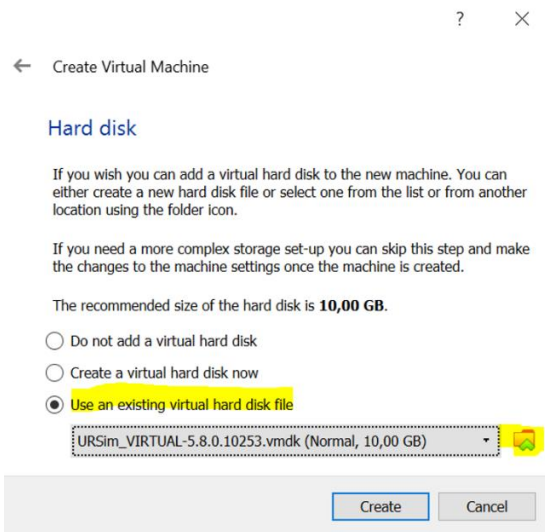 ?
Create Virtual Machine
Hard disk
If you wish you can add a virtual hard disk to the new machine. You can
either create a new hard disk file or select one from the list or from another
location using the folder icon.
If you need a more complex storage set-up you can skip this step and make
the changes to the machine settings once the machine is created.
The recommended size of the hard disk is 10,00 GB.
Do not add a virtual hard disk
Create a virtual hard disk now
Use an existing virtual hard disk file
URSim_VIRTUAL-5.8.0.10253.vmdk (Normal, 10,00 GB)
Create Cancel